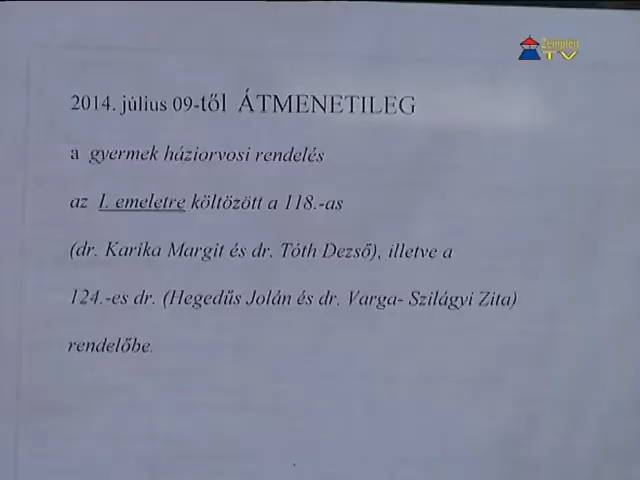 Zemplén
TV
2014. július 09-től ÁTMENETILEG
a gyermek háziorvosi rendelés
az I. emeletre költözött a 118.-as
(dr. Karika Margit és dr. Tóth Dezső), illetve a
124.-es dr. (Hegedűs Jolán és dr. Varga- Szilágyi Zita)
rendelőbe.